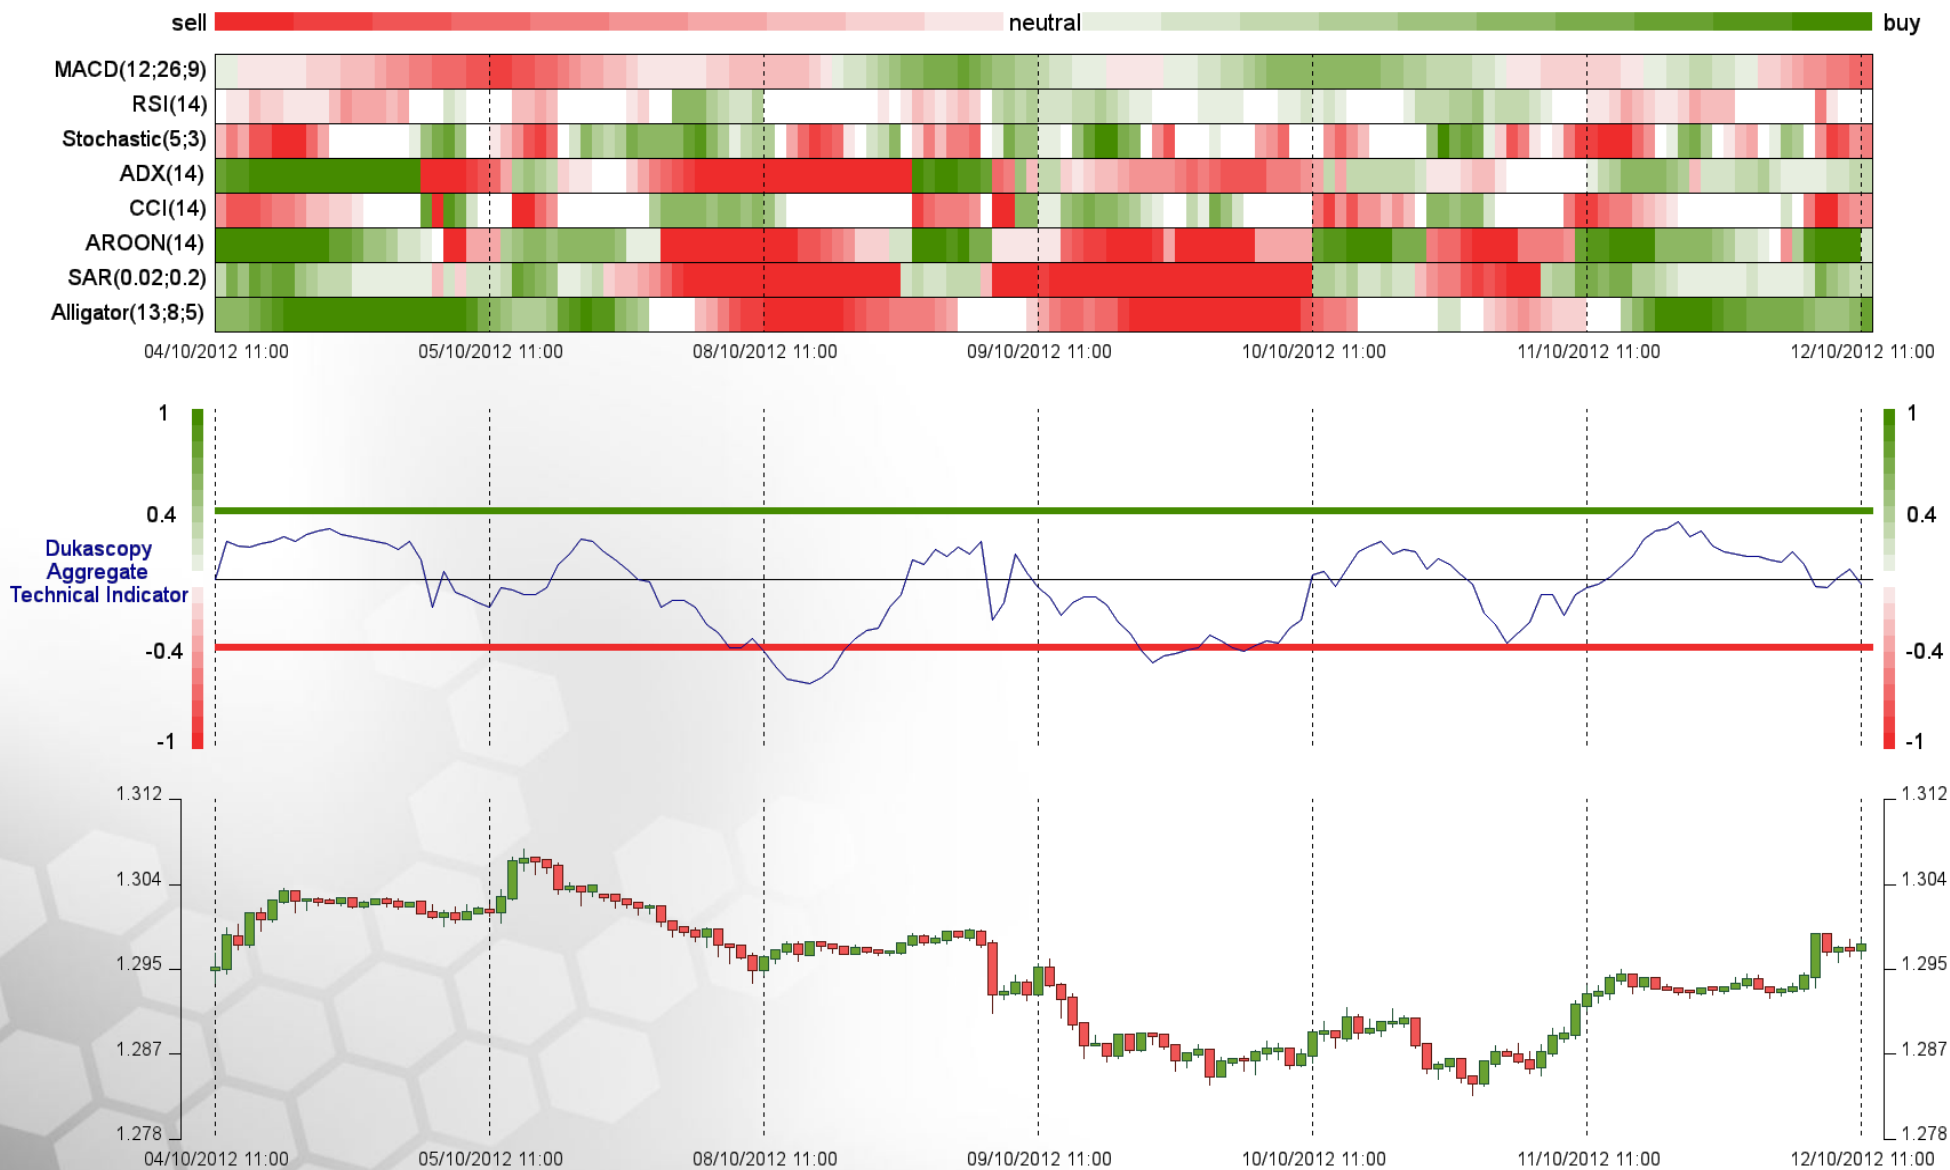 sell neutral buy
MACD(12;26;9)
RSI(14)
Stochastic(5;3)
ADX(14)
CCI(14)
AROON(14)
SAR(0.02;0.2)
Alligator(13;8;5)
04/10/2012 11:00 05/10/2012 11:00 08/10/2012 11:00 09/10/2012 11:00 10/10/2012 11:00 11/10/2012 11:00 12/10/2012 11:00
1 1
0.4 0.4
Dukascopy
Aggregate
Technical Indicator
-0.4 -0.4
-1 -1
1.312 1.312
1.304 1.304
1.295 1.295
1.287 1.287
1.278 1.278
04/10/2012 11:00 05/10/2012 11:00 08/10/2012 11:00 09/10/2012 11:00 10/10/2012 11:00 11/10/2012 11:00 12/10/2012 11:00